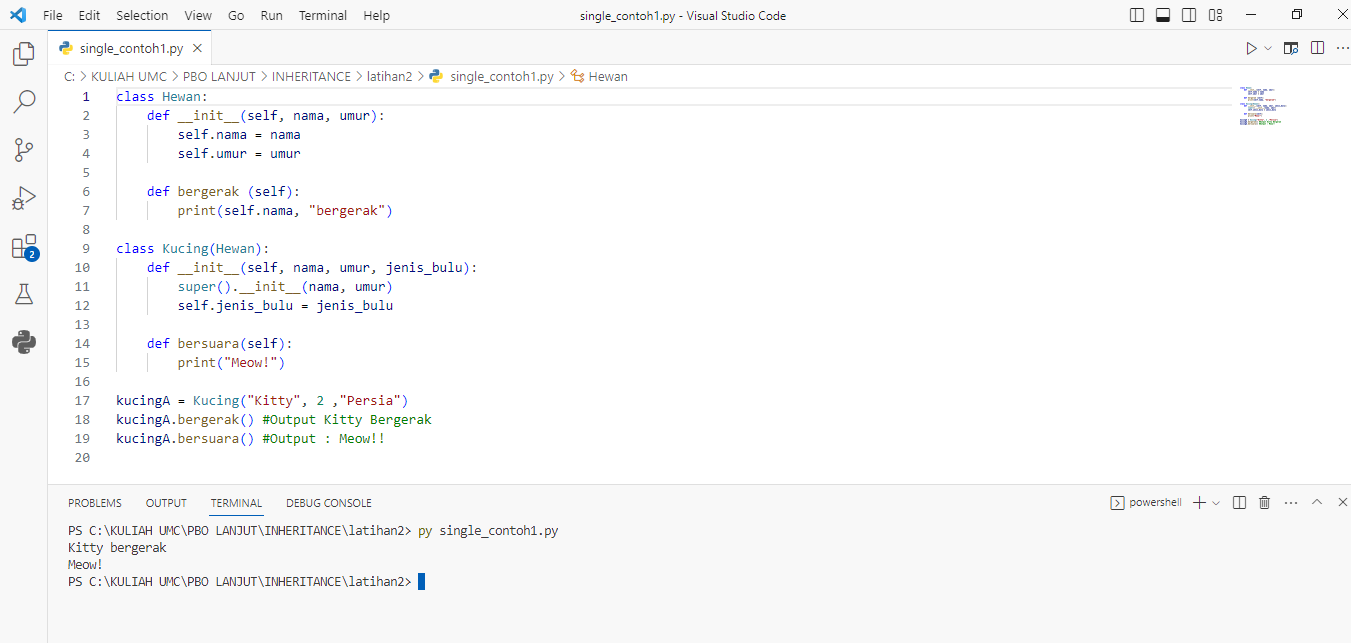 File Edit Selection View Go Run Terminal Help single_contoh1.py - Visual Studio Code
single_contoh1.py
C: > KULIAH UMC > PBO LANJUT > INHERITANCE > latihan2 > single_contoh1.py > Hewan
1 class Hewan:
2     def __init__(self, nama, umur):
3         self.nama = nama
4         self.umur = umur
5
6     def bergerak (self):
7         print(self.nama, "bergerak")
8
9 class Kucing(Hewan):
10     def __init__(self, nama, umur, jenis_bulu):
11         super().__init__(nama, umur)
12         self.jenis_bulu = jenis_bulu
13
14     def bersuara(self):
15         print("Meow!")
16
17 kucingA = Kucing("Kitty", 2 ,"Persia")
18 kucingA.bergerak() #Output Kitty Bergerak
19 kucingA.bersuara() #Output : Meow!!
20
2
PROBLEMS OUTPUT TERMINAL DEBUG CONSOLE powershell
PS C:\KULIAH UMC\PBO LANJUT\INHERITANCE\latihan2> py single_contoh1.py
Kitty bergerak
Meow!
PS C:\KULIAH UMC\PBO LANJUT\INHERITANCE\latihan2>